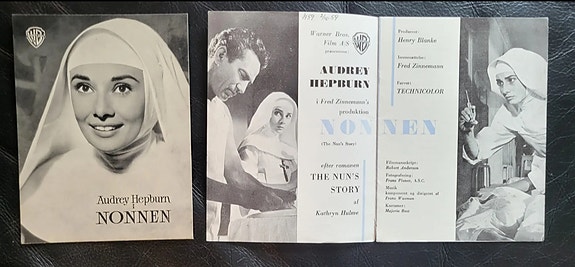 WB
Audrey Hepburn
i
NONNEN
Warner Bros.
Film A/S
præsenterer:
WB
AUDREY
HEPBURN
i Fred Zinnemann's
produktion
NONNEN
(The Nun's Story)
efter romanen
THE NUN'S
STORY
af
Kathryn Hulme
Producer:
Henry Blanke
Iscenesættelse:
Fred Zinnemann
Farvet:
TECHNICOLOR
Filmmanuskript:
Robert Anderson
Fotografering:
Franz Planer, A.S.C.
Musik
komponeret og dirigeret af
Franz Waxman
Kostumer:
Marjorie Best